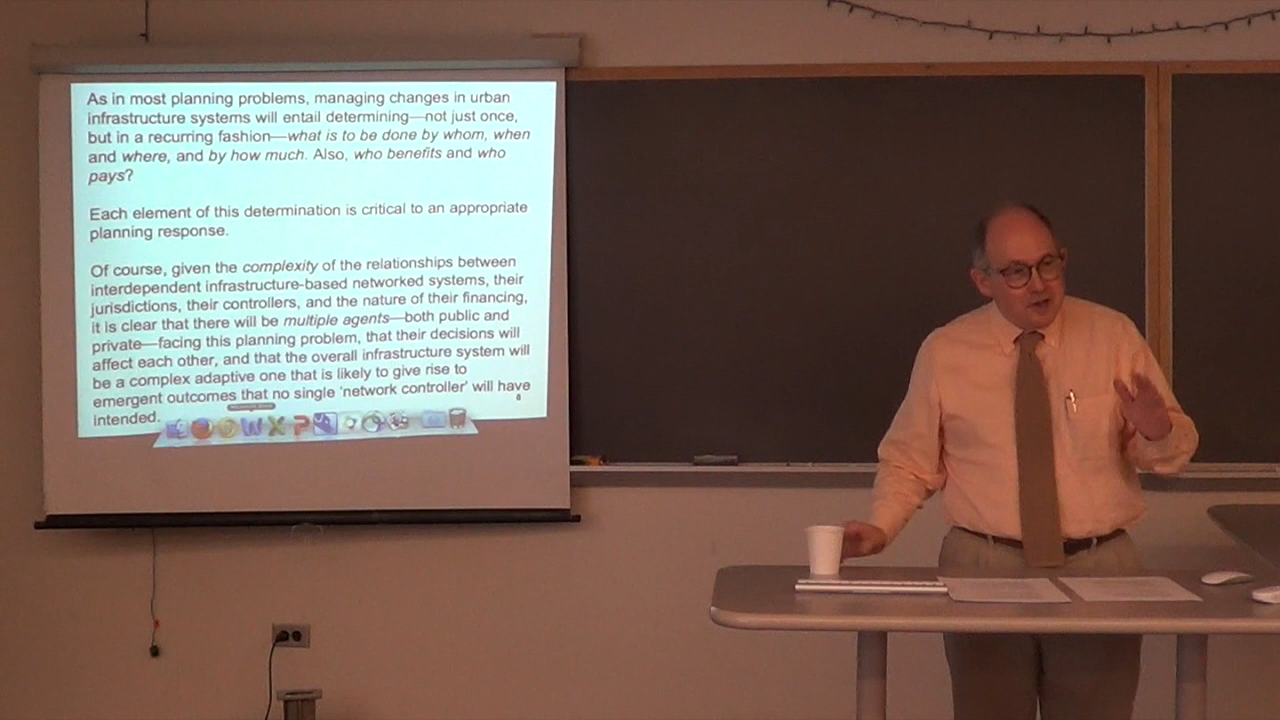 As in most planning problems, managing changes in urban
infrastructure systems will entail determining—not just once,
but in a recurring fashion—what is to be done by whom, when
and where, and by how much. Also, who benefits and who
pays?
Each element of this determination is critical to an appropriate
planning response.
Of course, given the complexity of the relationships between
interdependent infrastructure-based networked systems, their
jurisdictions, their controllers, and the nature of their financing,
it is clear that there will be multiple agents—both public and
private—facing this planning problem, that their decisions will
affect each other, and that the overall infrastructure system will
be a complex adaptive one that is likely to give rise to
emergent outcomes that no single ‘network controller’ will have
intended.